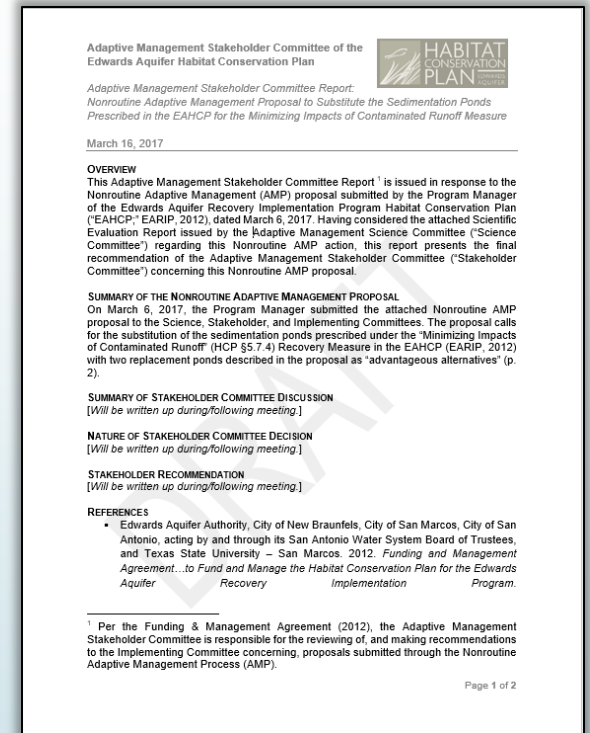 Adaptive Management Stakeholder Committee of the
Edwards Aquifer Habitat Conservation Plan
HABITAT
CONSERVATION
PLAN EDWARDS
AQUIFER
Adaptive Management Stakeholder Committee Report:
Nonroutine Adaptive Management Proposal to Substitute the Sedimentation Ponds
Prescribed in the EAHCP for the Minimizing Impacts of Contaminated Runoff Measure
March 16, 2017
OVERVIEW
This Adaptive Management Stakeholder Committee Report 1 is issued in response to the
Nonroutine Adaptive Management (AMP) proposal submitted by the Program Manager
of the Edwards Aquifer Recovery Implementation Program Habitat Conservation Plan
("EAHCP;" EARIP, 2012), dated March 6, 2017. Having considered the attached Scientific
Evaluation Report issued by the Adaptive Management Science Committee ("Science
Committee") regarding this Nonroutine AMP action, this report presents the final
recommendation of the Adaptive Management Stakeholder Committee ("Stakeholder
Committee") concerning this Nonroutine AMP proposal.
SUMMARY OF THE NONROUTINE ADAPTIVE MANAGEMENT PROPOSAL
On March 6, 2017, the Program Manager submitted the attached Nonroutine AMP
proposal to the Science, Stakeholder, and Implementing Committees. The proposal calls
for the substitution of the sedimentation ponds prescribed under the "Minimizing Impacts
of Contaminated Runoff" (HCP §5.7.4) Recovery Measure in the EAHCP (EARIP, 2012)
with two replacement ponds described in the proposal as "advantageous alternatives" (p.
2).
SUMMARY OF STAKEHOLDER COMMITTEE DISCUSSION
[Will be written up during/following meeting.]
NATURE OF STAKEHOLDER COMMITTEE DECISION
[Will be written up during/following meeting.]
STAKEHOLDER RECOMMENDATION
[Will be written up during/following meeting.]
REFERENCES
▪ Edwards Aquifer Authority, City of New Braunfels, City of San Marcos, City of San
Antonio, acting by and through its San Antonio Water System Board of Trustees,
and Texas State University – San Marcos. 2012. Funding and Management
Agreement…to Fund and Manage the Habitat Conservation Plan for the Edwards
Aquifer Recovery Implementation Program.
1 Per the Funding & Management Agreement (2012), the Adaptive Management
Stakeholder Committee is responsible for the reviewing of, and making recommendations
to the Implementing Committee concerning, proposals submitted through the Nonroutine
Adaptive Management Process (AMP).
Page 1 of 2
DRAFT